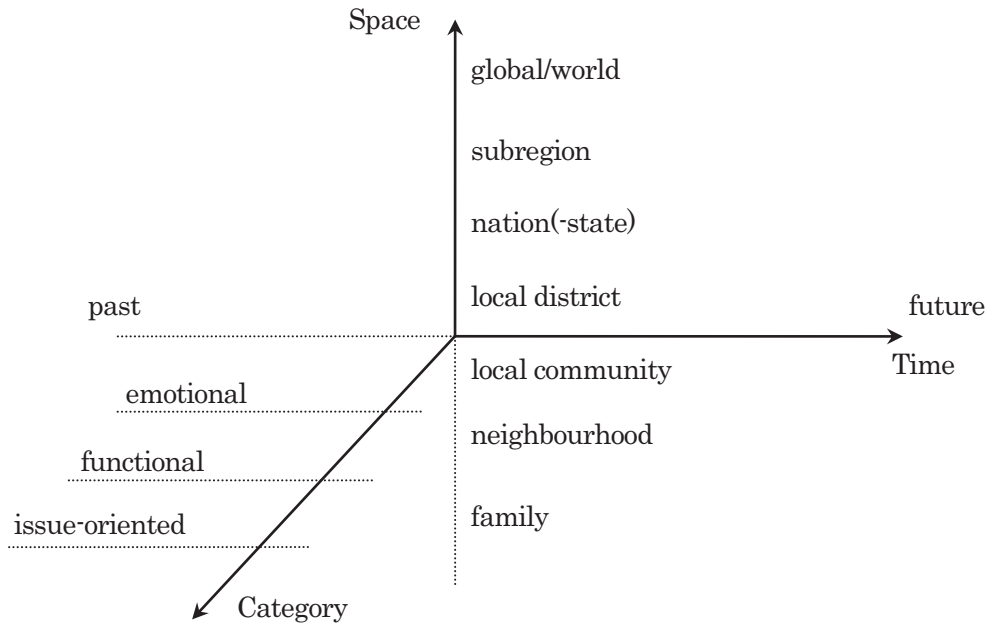 Space
global/world
subregion
nation(-state)
local district
past
future
Time
local community
emotional
neighbourhood
functional
family
issue-oriented
Category